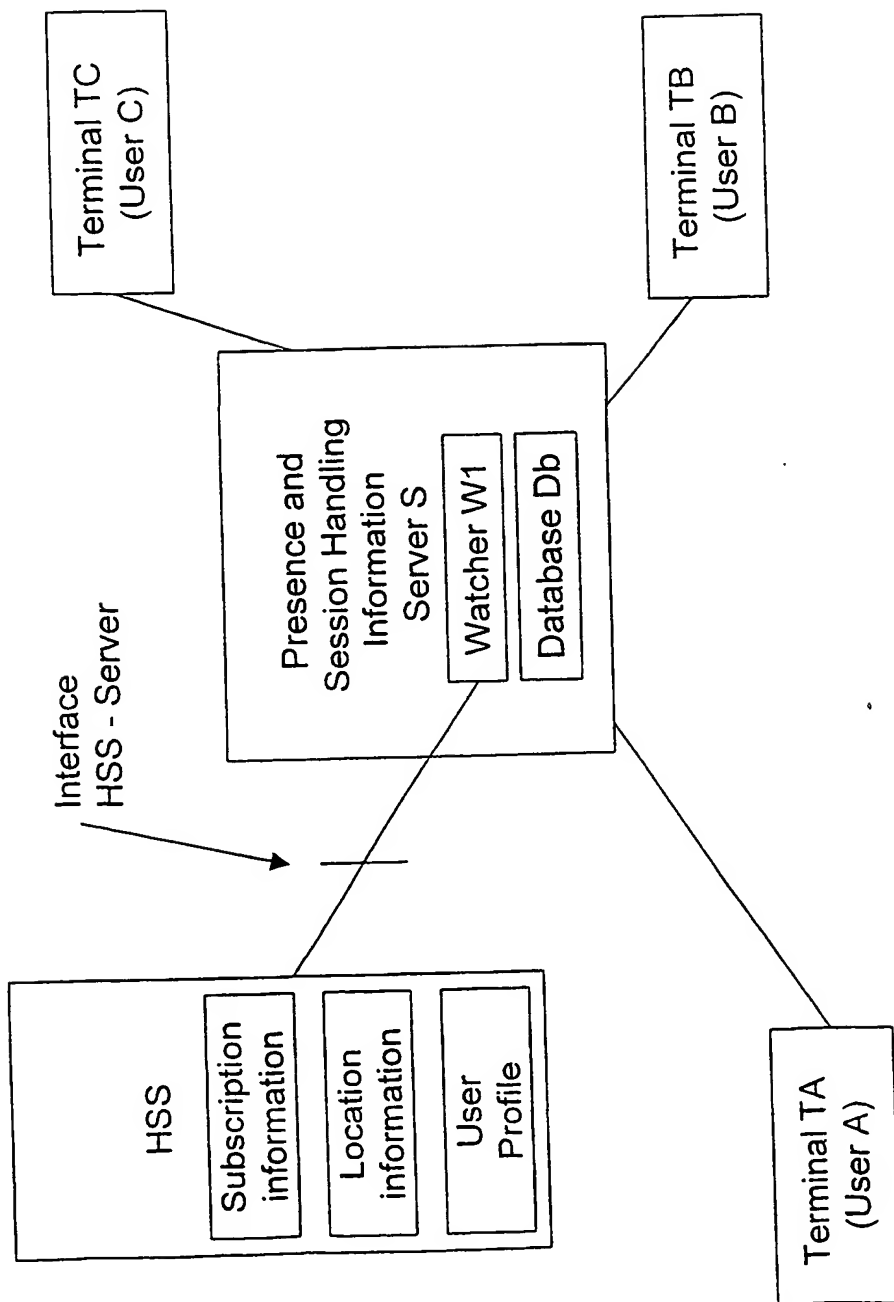 HSS
Subscription
information
Location
information
User
Profile
Interface
HSS - Server
Presence and
Session Handling
Information
Server S
Watcher W1
Database Db
Terminal TA
(User A)
Terminal TC
(User C)
Terminal TB
(User B)